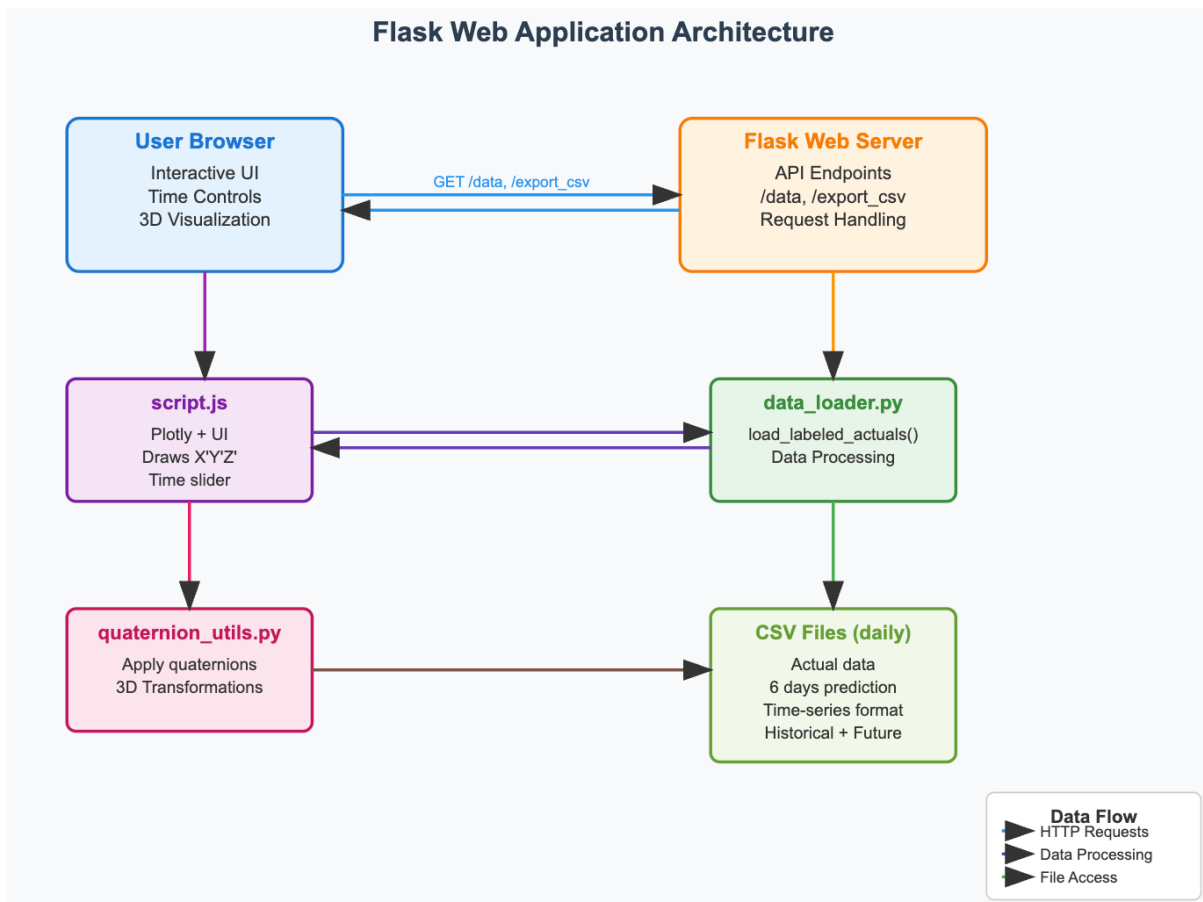 Flask Web Application Architecture
User Browser
Interactive UI
Time Controls
3D Visualization
GET /data, /export_csv
Flask Web Server
API Endpoints
/data, /export_csv
Request Handling
script.js
Plotly + UI
Draws X'Y'Z'
Time slider
data_loader.py
load_labeled_actuals()
Data Processing
quaternion_utils.py
Apply quaternions
3D Transformations
CSV Files (daily)
Actual data
6 days prediction
Time-series format
Historical + Future
Data Flow
HTTP Requests
Data Processing
File Access